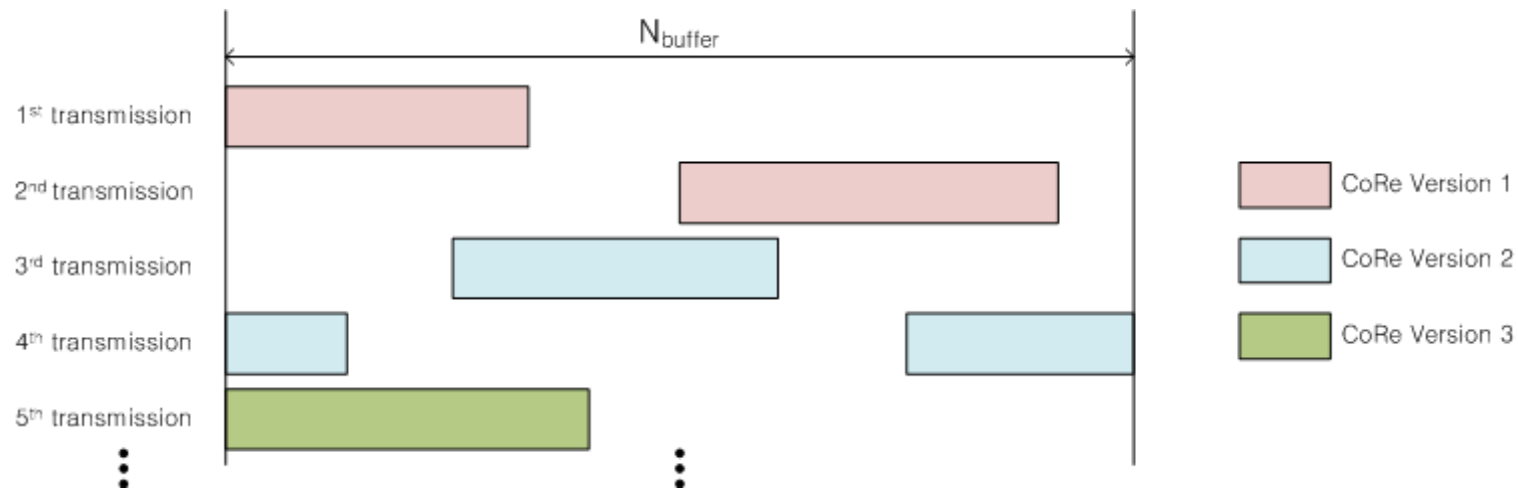 N_buffer
1st transmission
2nd transmission
3rd transmission
4th transmission
5th transmission
CoRe Version 1
CoRe Version 2
CoRe Version 3